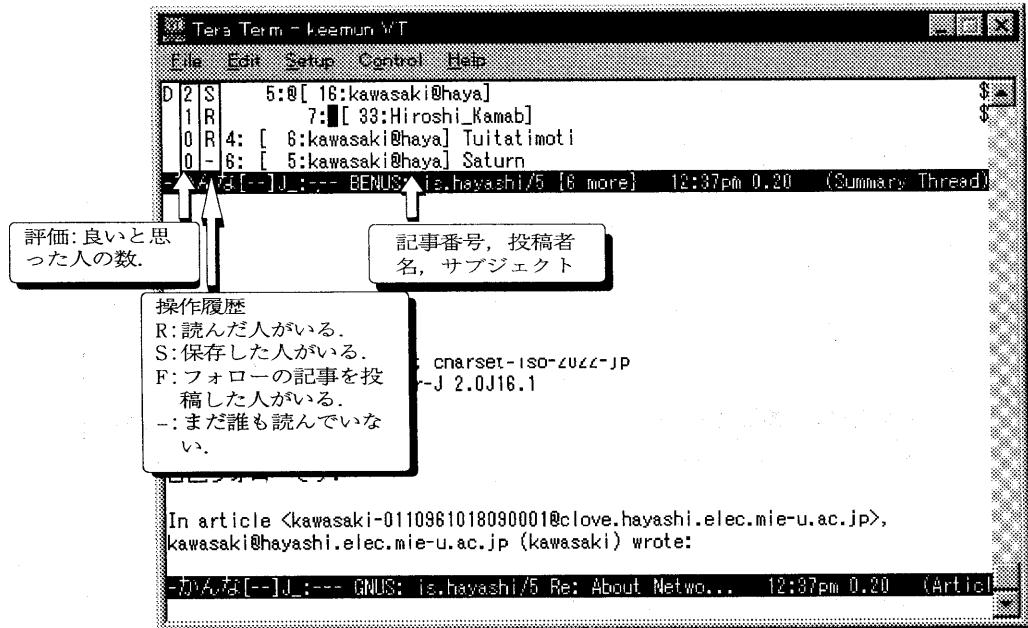 Tera Term - keemun VT
File Edit Setup Control Help
D 2 S 5:@[ 16:kawasaki@haya] $
1 R 7: [ 33:Hiroshi_Kamab] $
0 R 4: [ 6:kawasaki@haya] Tuitatimoti
0 - 6: [ 5:kawasaki@haya] Saturn
[--]J_:--- BENUS: is.hayashi/5 {6 more} 12:37pm 0.20 (Summary Thread)
評価:良いと思
った人の数.
記事番号, 投稿者
名, サブジェクト
操作履歴
R:読んだ人がいる.
S:保存した人がいる.
F:フォローの記事を投
稿した人がいる.
-:まだ誰も読んでいな
い.
charset=iso-2022-jp
-J 2.0J16.1
In article <kawasaki-0110961018090001@clove.hayashi.elec.mie-u.ac.jp>,
kawasaki@hayashi.elec.mie-u.ac.jp (kawasaki) wrote:
-かんな[--]J_:--- GNUS: is.hayashi/5 Re: About Netwo... 12:37pm 0.20 (Articl